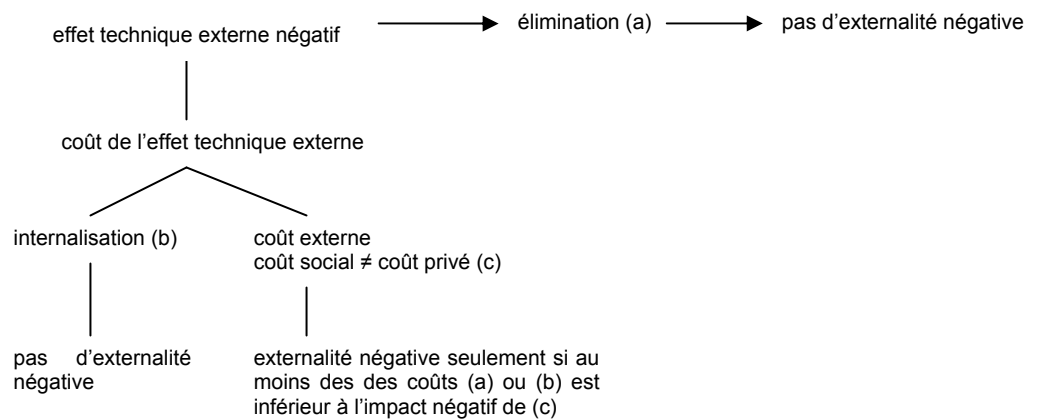 effet technique externe négatif
élimination (a)
pas d'externalité négative
coût de l'effet technique externe
internalisation (b)
coût externe
coût social ≠ coût privé (c)
pas d'externalité
négative
externalité négative seulement si au
moins des des coûts (a) ou (b) est
inférieur à l'impact négatif de (c)